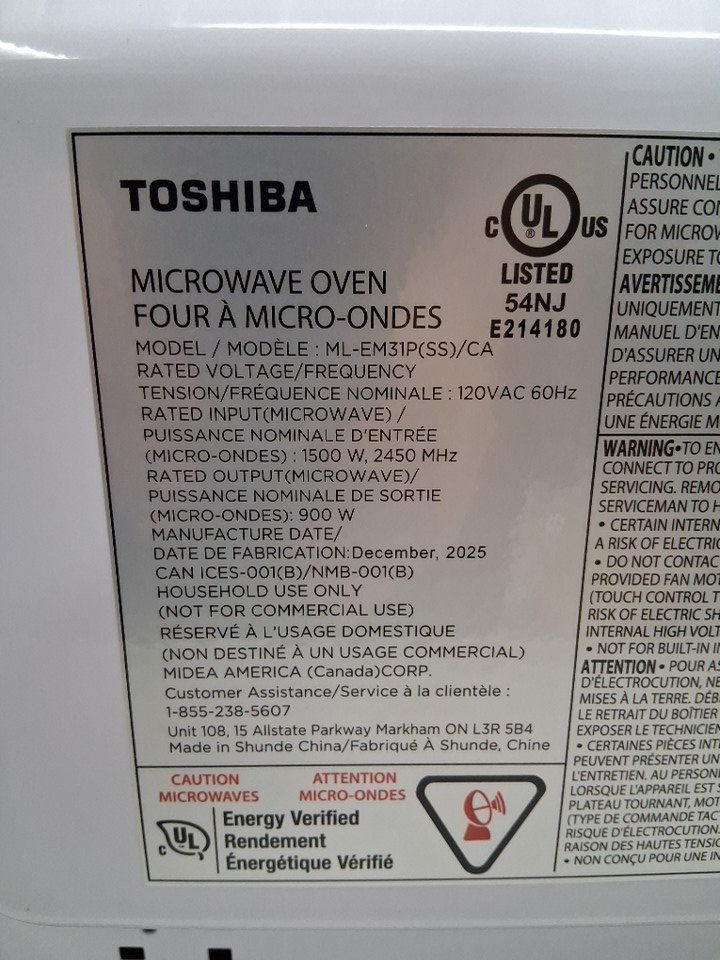 TOSHIBA
C UL US
®
LISTED
54NJ
E214180
MICROWAVE OVEN
FOUR À MICRO-ONDES
MODEL / MODÈLE : ML-EM31P(SS)/CA
RATED VOLTAGE/FREQUENCY
TENSION/FRÉQUENCE NOMINALE : 120VAC 60Hz
RATED INPUT(MICROWAVE) /
PUISSANCE NOMINALE D'ENTRÉE
(MICRO-ONDES) : 1500 W, 2450 MHz
RATED OUTPUT(MICROWAVE)/
PUISSANCE NOMINALE DE SORTIE
(MICRO-ONDES): 900 W
MANUFACTURE DATE/
DATE DE FABRICATION:December, 2025
CAN ICES-001(B)/NMB-001(B)
HOUSEHOLD USE ONLY
(NOT FOR COMMERCIAL USE)
RÉSERVÉ À L'USAGE DOMESTIQUE
(NON DESTINÉ À UN USAGE COMMERCIAL)
MIDEA AMERICA (Canada)CORP.
Customer Assistance/Service à la clientèle :
1-855-238-5607
Unit 108, 15 Allstate Parkway Markham ON L3R 5B4
Made in Shunde China/Fabriqué À Shunde, Chine
CAUTION ATTENTION
MICROWAVES MICRO-ONDES
C UL
Energy Verified
Rendement
Énergétique Vérifié
CAUTION •
PERSONNEL
ASSURE
FOR
EXPOSURE
UNIQUEMENT
MANUEL
D'ASSURER UN
PERFORMANCE
PRÉCAUTIONS
UNE ÉNERGIE
WARNING•TO
CONNECT TO
SERVICING.
SERVICEMAN TO
• CERTAIN
A RISK OF
• DO NOT
PROVIDED FAN
(TOUCH CONTROL
RISK OF ELECTRIC
INTERNAL HIGH
• NOT FOR BUILT-IN
ATTENTION • POUR
D'ÉLECTROCUTION,
MISES À LA TERRE.
LE RETRAIT DU BOÎTIER
EXPOSER LE
• CERTAINES PIÈCES
PEUVENT PRÉSENTER
L'ENTRETIEN. AU
LORSQUE L'APPAREIL EST
PLATEAU TOURNANT,
(TYPE DE COMMANDE
RISQUE D'ÉLECTROCUTION
RAISON DES HAUTES
• NON CONÇU POUR UNE